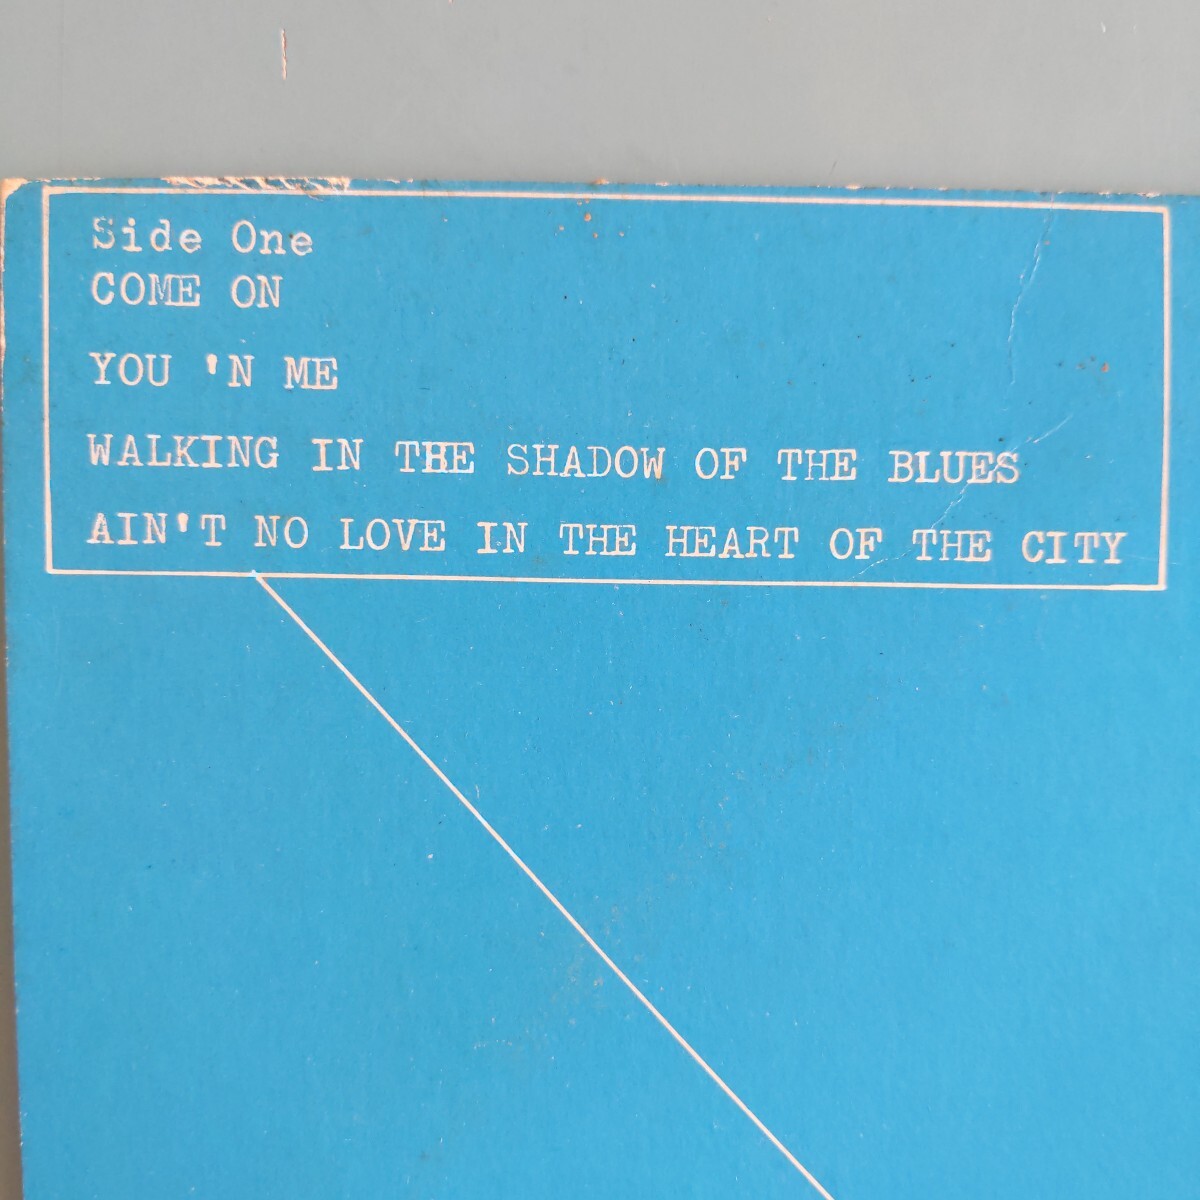 Side One
COME ON
YOU 'N ME
WALKING IN THE SHADOW OF THE BLUES
AIN'T NO LOVE IN THE HEART OF THE CITY